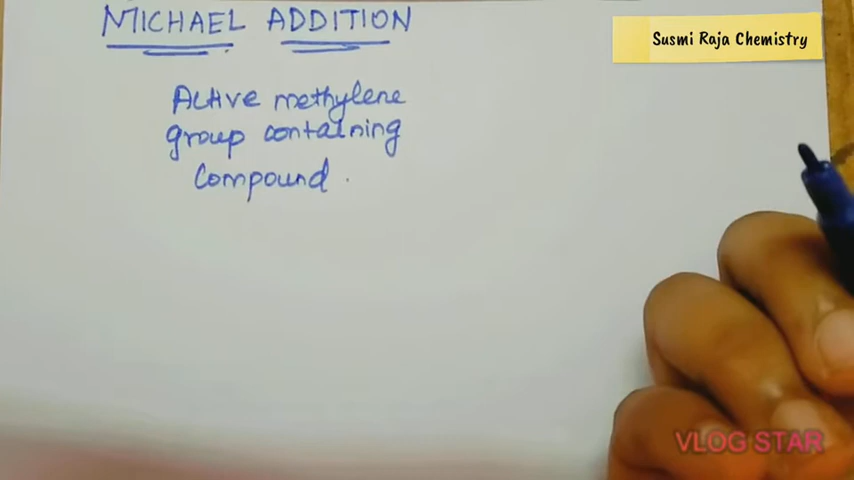 MICHAEL ADDITION
Susmi Raja Chemistry
Active methylene
group containing
compound.
VLOG STAR